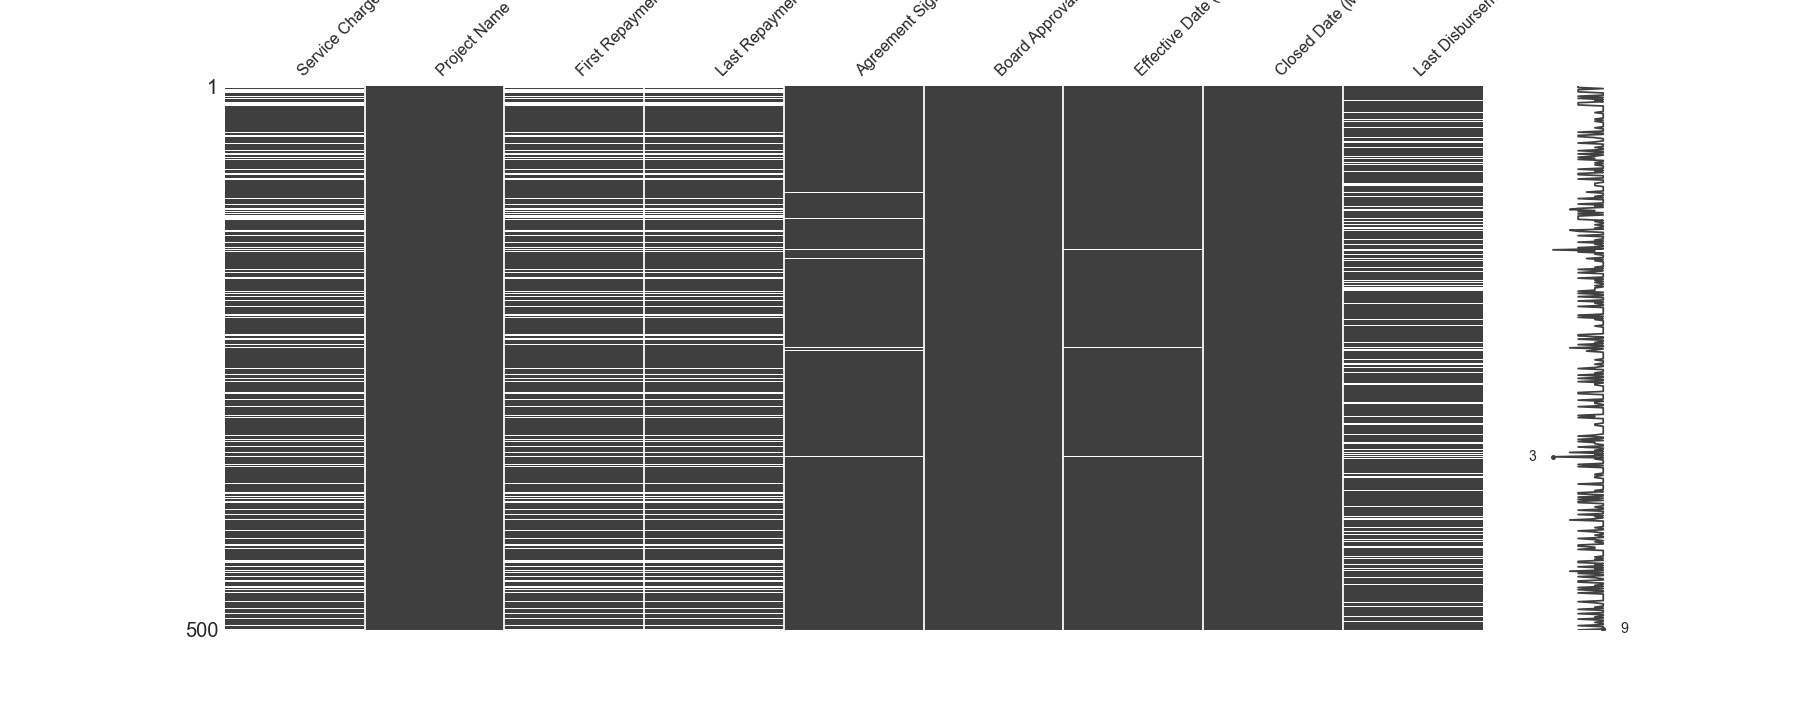 Service Charge
Project Name
First Repaymen
Last Repaymen
Agreement Sig
Board Approva
Effective Date (
Closed Date (M
Last Disburse
1
3
500
9